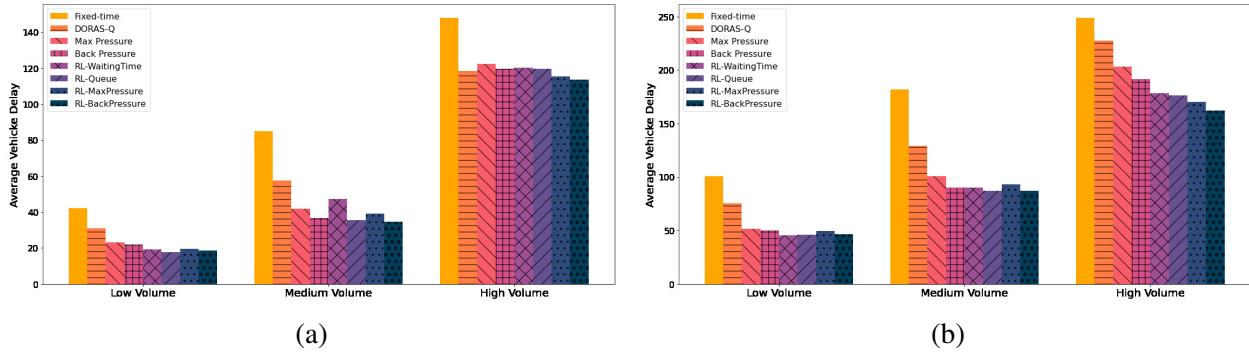 Average Vehicke Delay
140
120
100
80
60
40
20
0
Fixed-time
DORAS-Q
Max Pressure
Back Pressure
RL-WaitingTime
RL-Queue
RL-MaxPressure
RL-BackPressure
Low Volume
Medium Volume
High Volume
(a)
Average Vehicke Delay
250
200
150
100
50
0
Fixed-time
DORAS-Q
Max Pressure
Back Pressure
RL-WaitingTime
RL-Queue
RL-MaxPressure
RL-BackPressure
Low Volume
Medium Volume
High Volume
(b)